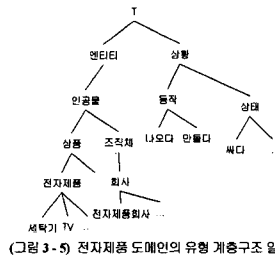 T
엔티티 상황
인공물 동작 상태
상품 조직체 나오다 만들다 싸다 ...
전자제품 ... 회사
세탁기 TV ... 전자제품회사 ...
(그림 3 - 5) 전자제품 도메인의 유형 계층구조 일